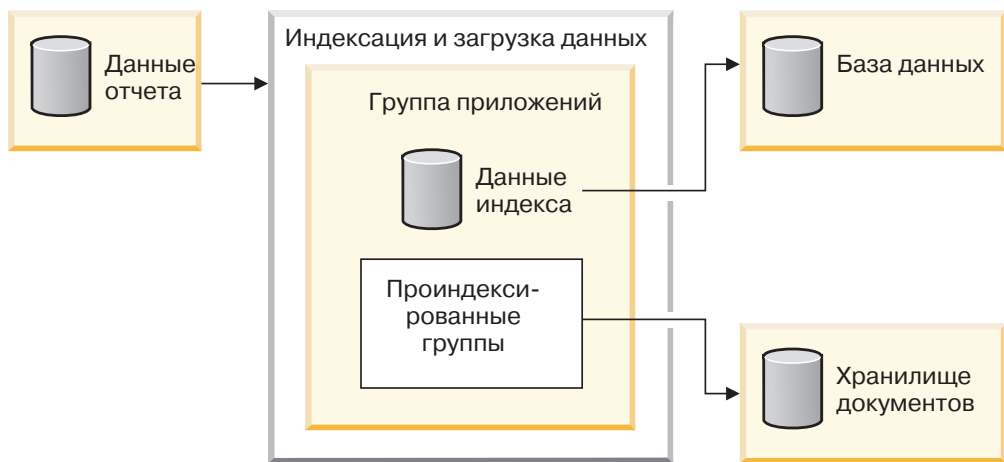 Данные
отчета
Индексация и загрузка данных
Группа приложений
Данные
индекса
Проиндекси-
рованные
группы
База данных
Хранилище
документов